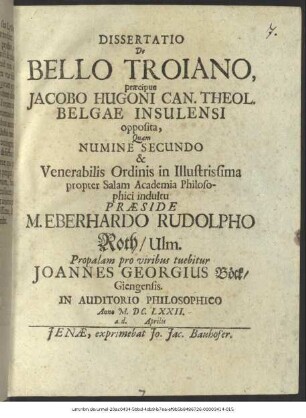 7.
DISSERTATIO
De
BELLO TROIANO,
præcipue
JACOBO HUGONI CAN. THEOL.
BELGAE INSULENSI
opposita,
Quam
NUMINE SECUNDO
&
Venerabilis Ordinis in Illustrissima
propter Salam Academia Philoso-
phici indultu
PRÆSIDE
M. EBERHARDO RUDOLPHO
Roth/ Ulm.
Propalam pro viribus tuebitur
JOANNES GEORGIUS Böck/
Giengensis.
IN AUDITORIO PHILOSOPHICO
Anno M. DC. LXXII.
a.d. Aprilis
JENÆ, exprimebat Jo. Jac. Bauhofer.